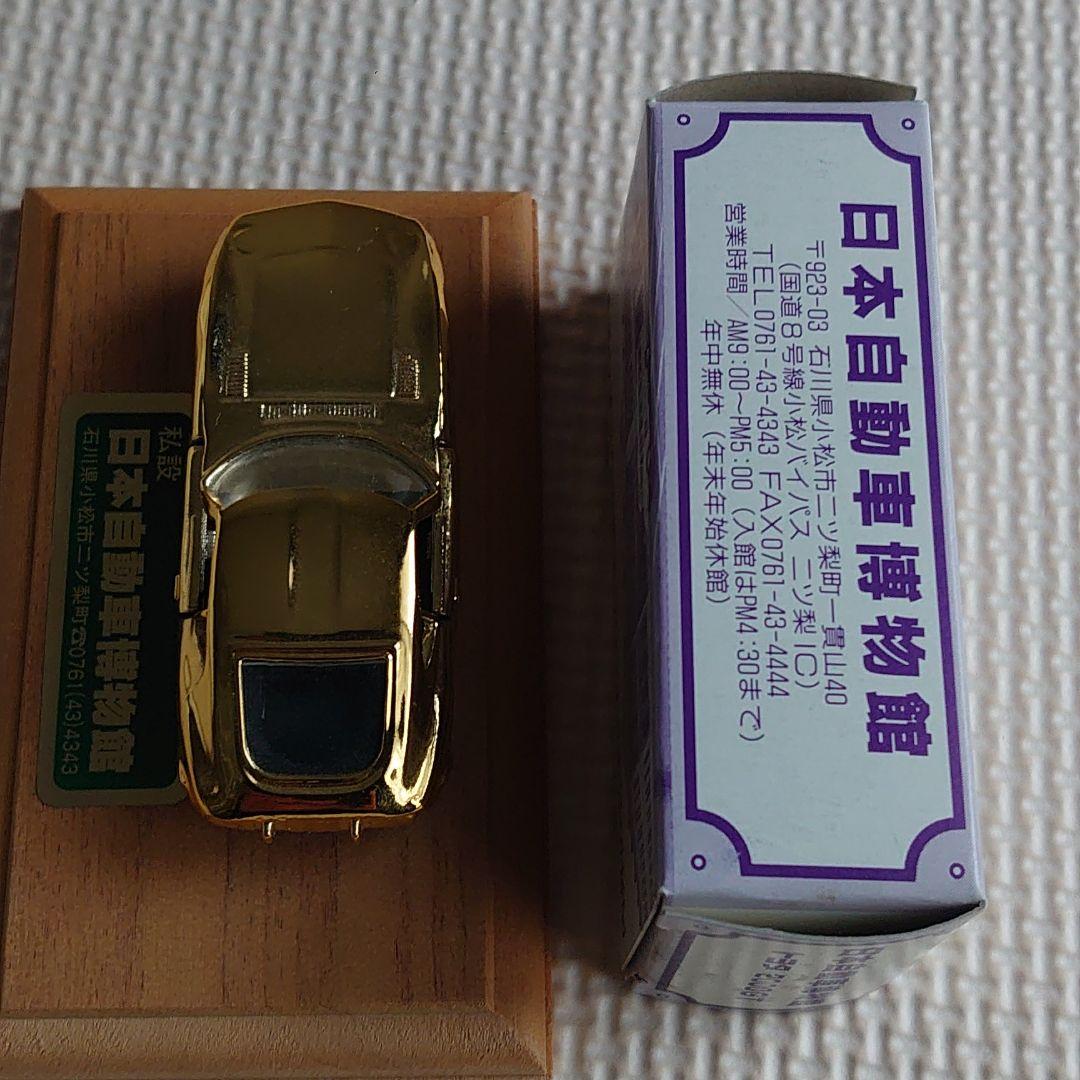 私設
日本自動車博物館
石川県小松市二ツ梨町☎0761(43)4343
日本自動車博物館
〒923-03 石川県小松市二ツ梨町一貫山40
(国道8号線小松バイパス 二ツ梨IC)
TEL0761-43-4343 FAX0761-43-4444
営業時間/AM9:00～PM5:00(入館はPM4:30まで)
年中無休(年末年始休館)